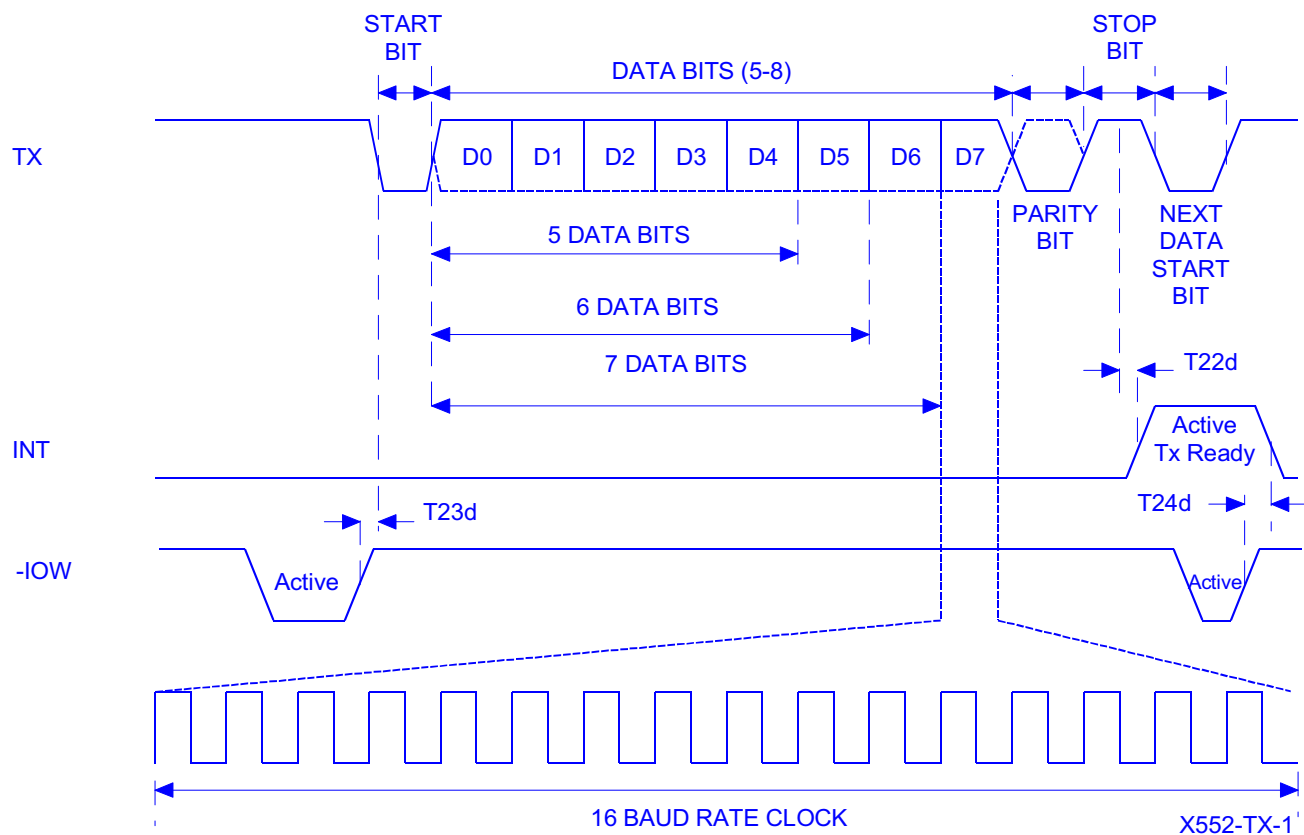 START
BIT
STOP
BIT
DATA BITS (5-8)
TX
D0 D1 D2 D3 D4 D5 D6 D7
PARITY
BIT
NEXT
DATA
START
BIT
5 DATA BITS
6 DATA BITS
7 DATA BITS
T22d
INT
Active
Tx Ready
T23d
T24d
-IOW
Active
Active
16 BAUD RATE CLOCK
X552-TX-1